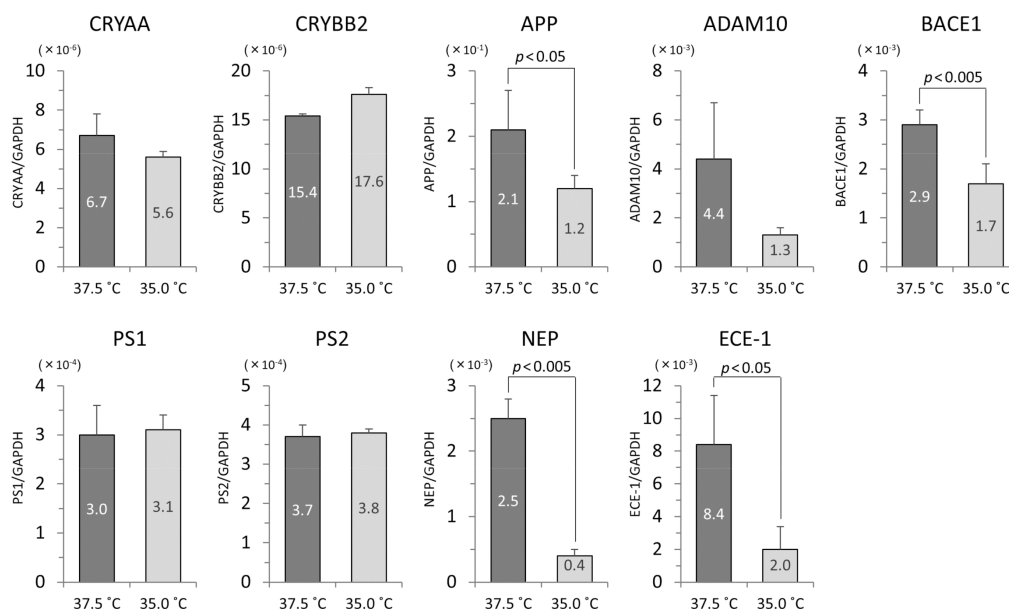 CRYAA
(×10⁻⁶)
CRYAA/GAPDH
10
8
6
4
2
0
6.7
5.6
37.5 ˚C 35.0 ˚C
CRYBB2
(×10⁻⁶)
CRYBB2/GAPDH
20
15
10
5
0
15.4
17.6
37.5 ˚C 35.0 ˚C
APP
(×10⁻¹)
p<0.05
APP/GAPDH
3
2
1
0
2.1
1.2
37.5 ˚C 35.0 ˚C
ADAM10
(×10⁻³)
ADAM10/GAPDH
8
6
4
2
0
4.4
1.3
37.5 ˚C 35.0 ˚C
BACE1
(×10⁻³)
p<0.005
BACE1/GAPDH
4
3
2
1
0
2.9
1.7
37.5 ˚C 35.0 ˚C
PS1
(×10⁻⁴)
PS1/GAPDH
4
3
2
1
0
3.0
3.1
37.5 ˚C 35.0 ˚C
PS2
(×10⁻⁴)
PS2/GAPDH
5
4
3
2
1
0
3.7
3.8
37.5 ˚C 35.0 ˚C
NEP
(×10⁻³)
p<0.005
NEP/GAPDH
3
2
1
0
2.5
0.4
37.5 ˚C 35.0 ˚C
ECE-1
(×10⁻³)
p<0.05
ECE-1/GAPDH
12
10
8
6
4
2
0
8.4
2.0
37.5 ˚C 35.0 ˚C